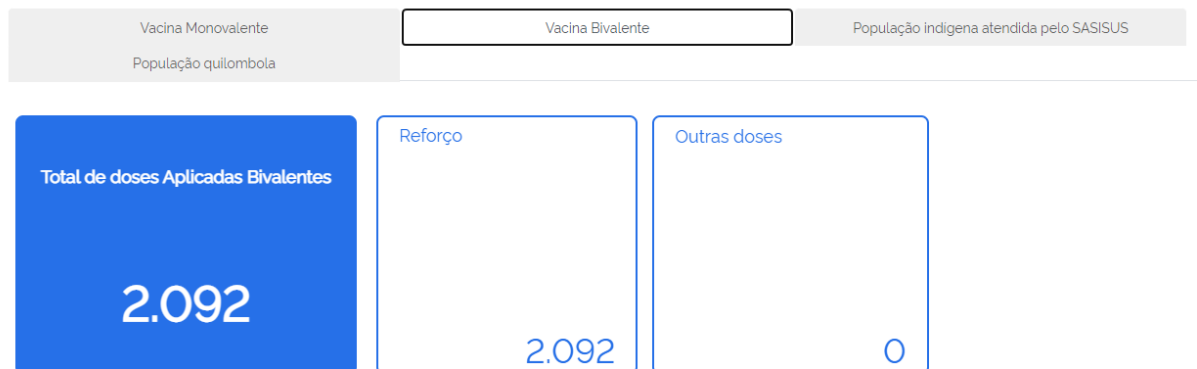 Vacina Monovalente
Vacina Bivalente
População indígena atendida pelo SASISUS
População quilombola
Total de doses Aplicadas Bivalentes
2.092
Reforço
2.092
Outras doses
0